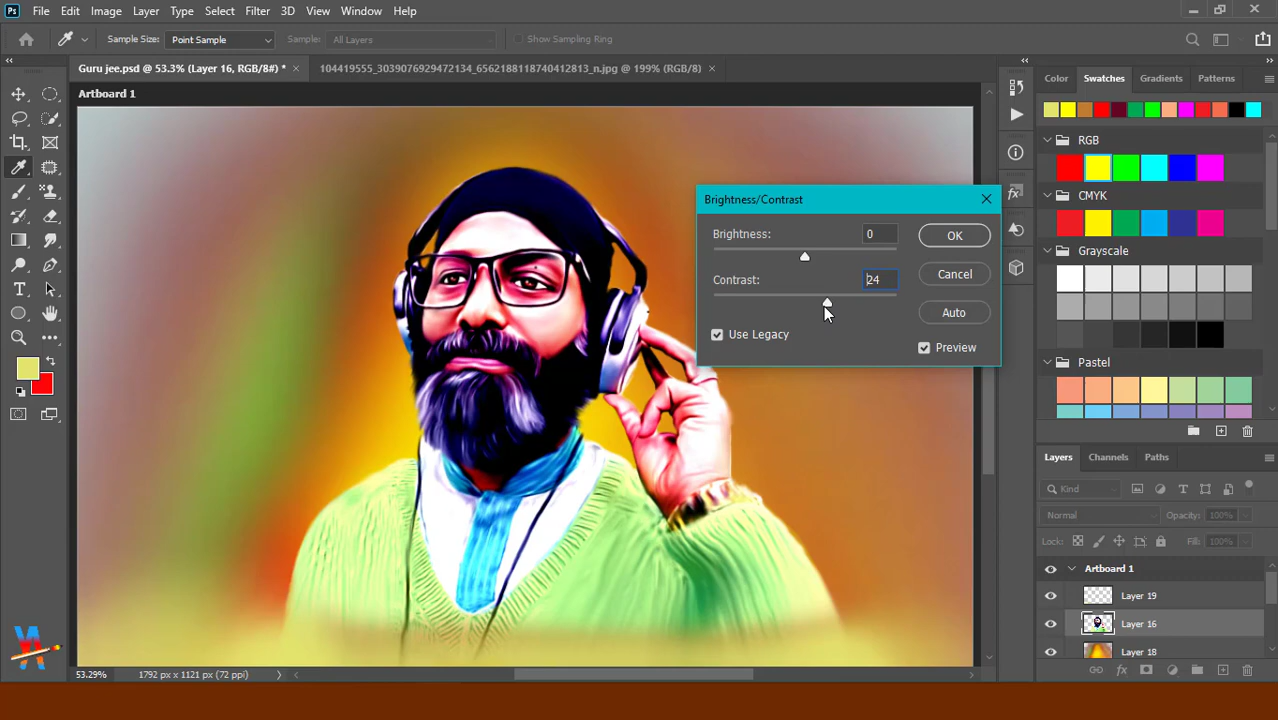 Ps File Edit Image Layer Type Select Filter 3D View Window Help
Sample Size: Point Sample Sample: All Layers Show Sampling Ring
Guru jee.psd @ 53.3% (Layer 16, RGB/8#) * 104419555_3039076929472134_6562188118740412813_n.jpg @ 199% (RGB/8)
Artboard 1
Brightness/Contrast
Brightness: 0
OK
Contrast: 24
Cancel
Auto
Use Legacy
Preview
Color Swatches Gradients Patterns
RGB
CMYK
Grayscale
Pastel
Layers Channels Paths
Kind
Normal Opacity: 100%
Lock: Fill: 100%
Artboard 1
Layer 19
Layer 16
Layer 18
53.29% 1792 px x 1121 px (72 ppi)